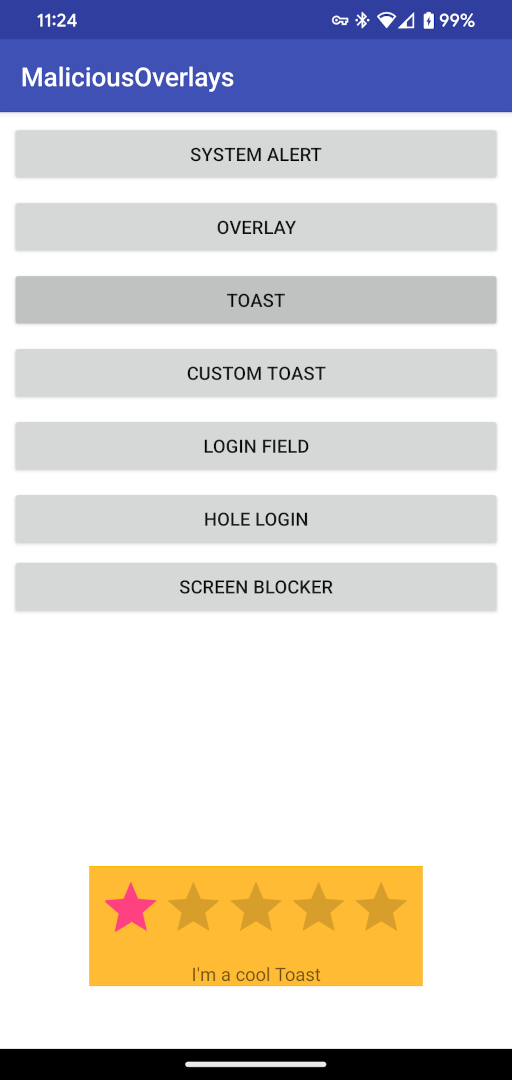 11:24
99%
MaliciousOverlays
SYSTEM ALERT
OVERLAY
TOAST
CUSTOM TOAST
LOGIN FIELD
HOLE LOGIN
SCREEN BLOCKER
I'm a cool Toast